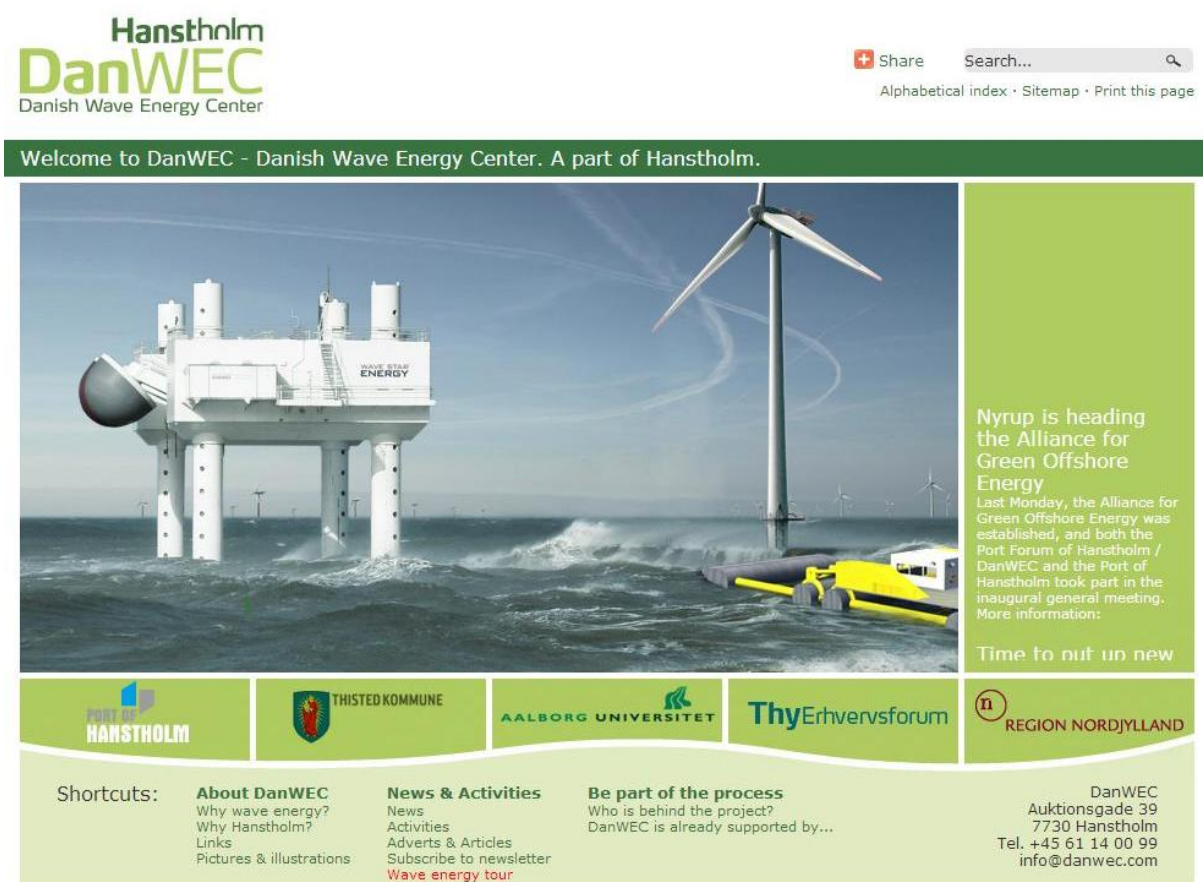 Hanstholm
DanWEC
Danish Wave Energy Center
Share
Search...
Alphabetical index · Sitemap · Print this page
Welcome to DanWEC - Danish Wave Energy Center. A part of Hanstholm.
WAVE STAR
ENERGY
Nyrup is heading
the Alliance for
Green Offshore
Energy
Last Monday, the Alliance for
Green Offshore Energy was
established, and both the
Port Forum of Hanstholm /
DanWEC and the Port of
Hanstholm took part in the
inaugural general meeting.
More information:
Time to put up new
PORT OF
HANSTHOLM
THISTED KOMMUNE
AALBORG UNIVERSITET
ThyErhvervsforum
n
REGION NORDJYLLAND
Shortcuts:
About DanWEC
Why wave energy?
Why Hanstholm?
Links
Pictures & illustrations
News & Activities
News
Activities
Adverts & Articles
Subscribe to newsletter
Wave energy tour
Be part of the process
Who is behind the project?
DanWEC is already supported by...
DanWEC
Auktionsgade 39
7730 Hanstholm
Tel. +45 61 14 00 99
info@danwec.com